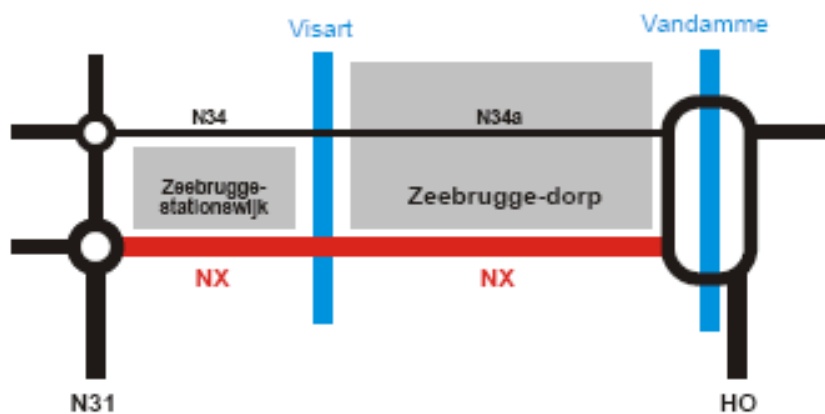 Visart
Vandamme
N34
N34a
Zeebrugge-
stationswijk
Zeebrugge-dorp
NX
NX
N31
HO